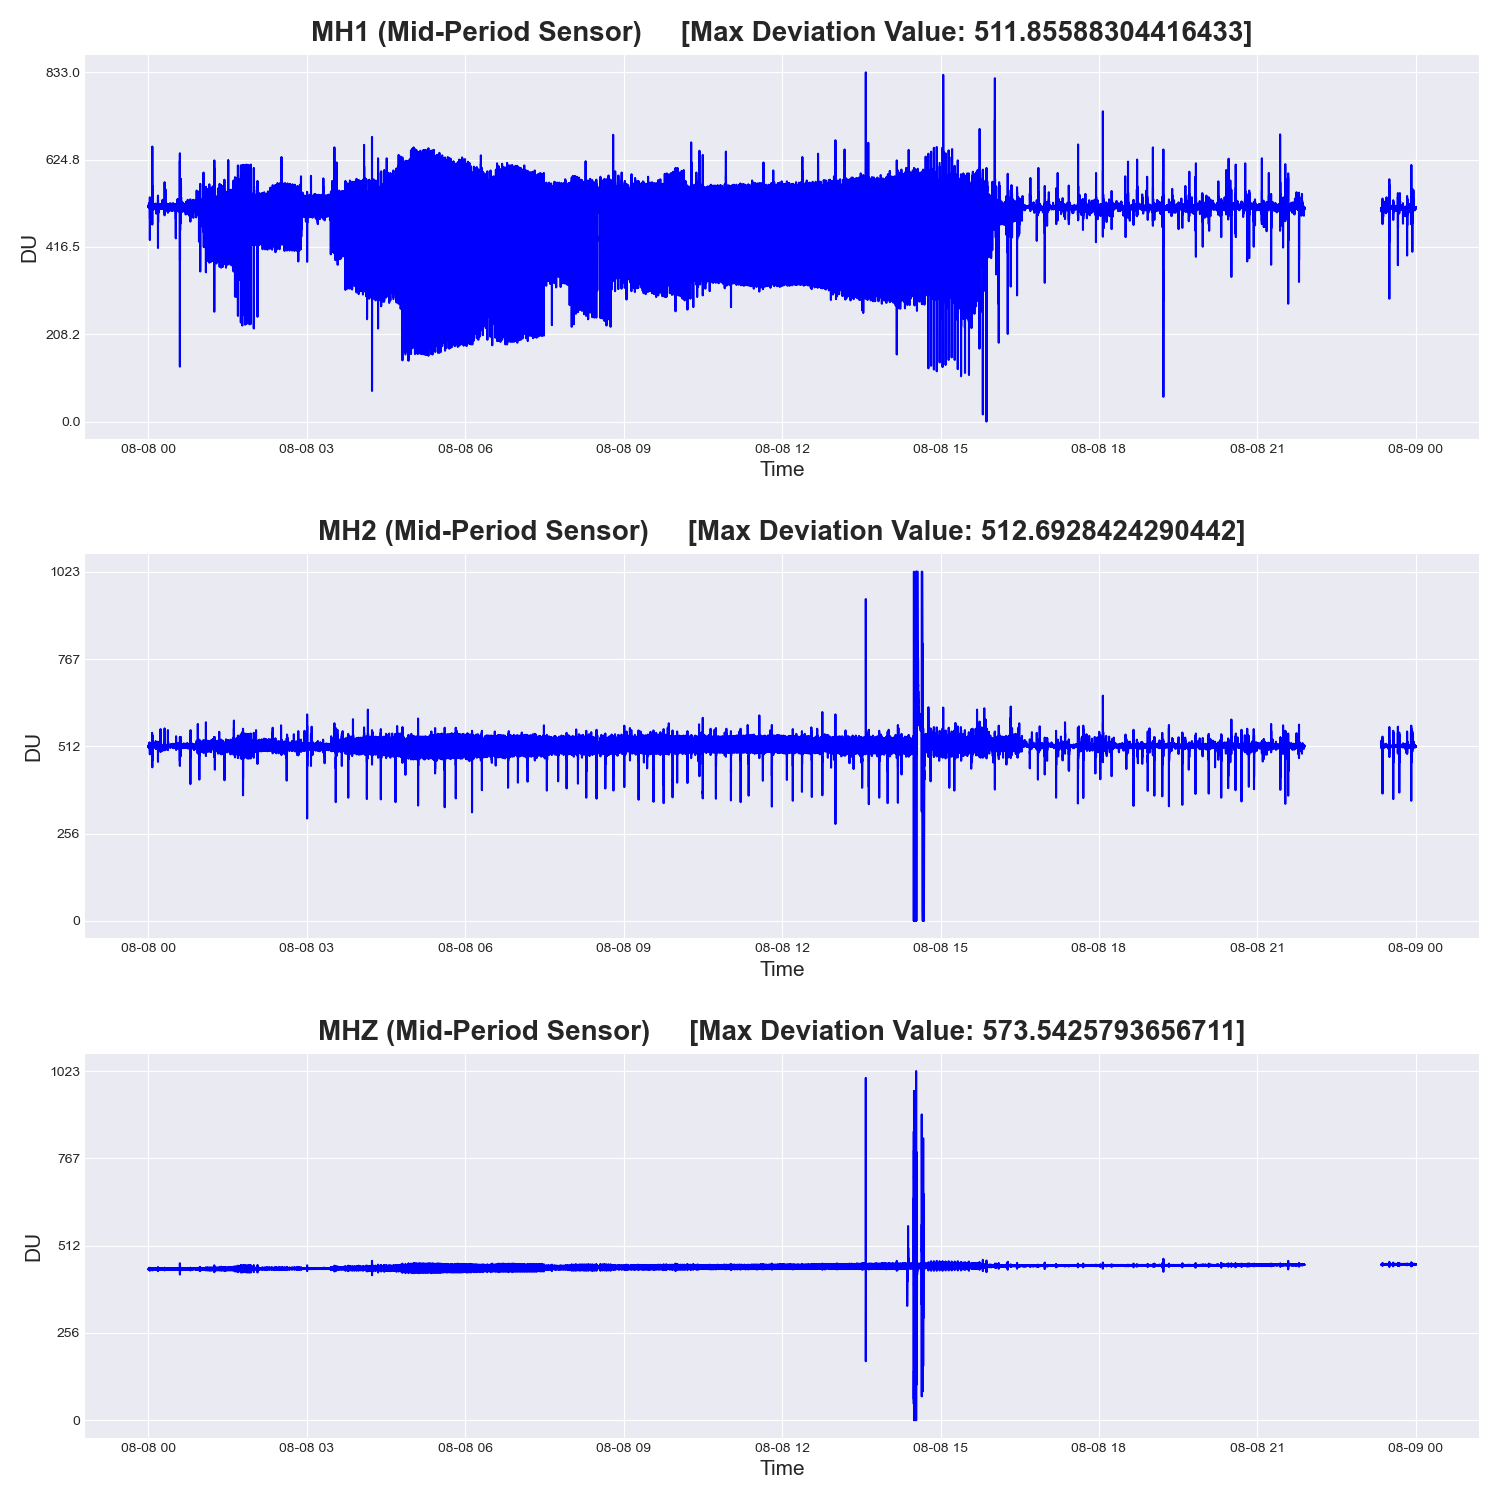 MH1 (Mid-Period Sensor) [Max Deviation Value: 511.85588304416433]
833.0
624.8
416.5
208.2
0.0
DU
08-08 00 08-08 03 08-08 06 08-08 09 08-08 12 08-08 15 08-08 18 08-08 21 08-09 00
Time
MH2 (Mid-Period Sensor) [Max Deviation Value: 512.6928424290442]
1023
767
512
256
0
DU
08-08 00 08-08 03 08-08 06 08-08 09 08-08 12 08-08 15 08-08 18 08-08 21 08-09 00
Time
MHZ (Mid-Period Sensor) [Max Deviation Value: 573.5425793656711]
1023
767
512
256
0
DU
08-08 00 08-08 03 08-08 06 08-08 09 08-08 12 08-08 15 08-08 18 08-08 21 08-09 00
Time